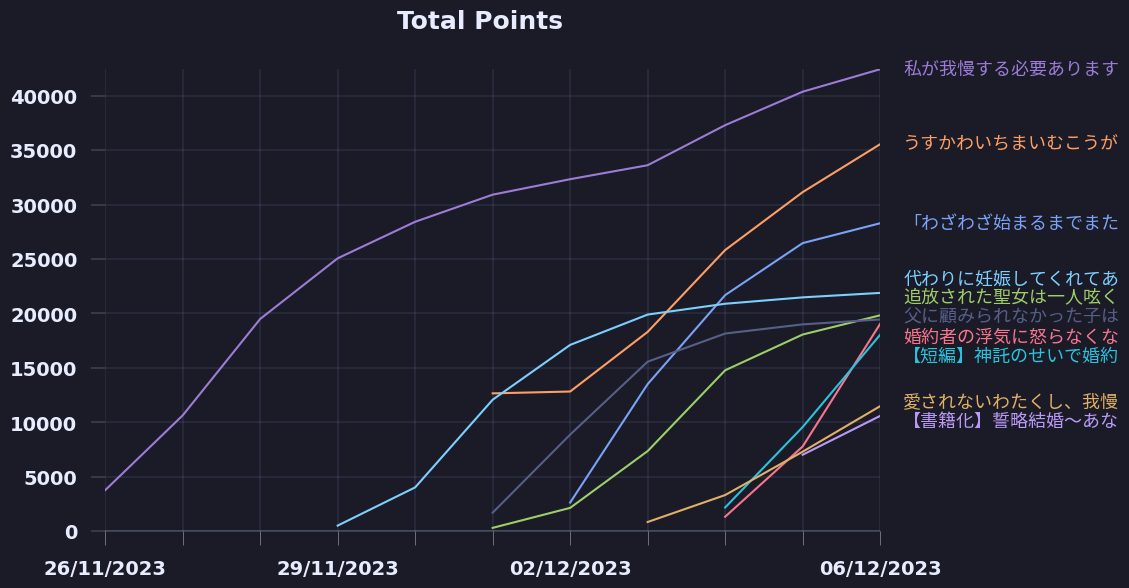 Total Points
40000
35000
30000
25000
20000
15000
10000
5000
0
26/11/2023
29/11/2023
02/12/2023
06/12/2023
私が我慢する必要あります
うすかわいちまいむこうが
「わざわざ始まるまでまた
代わりに妊娠してくれてあ
追放された聖女は一人呟く
父に顧みられなかった子は
婚約者の浮気に怒らなくな
【短編】神託のせいで婚約
愛されないわたくし、我慢
【書籍化】誓略結婚〜あな